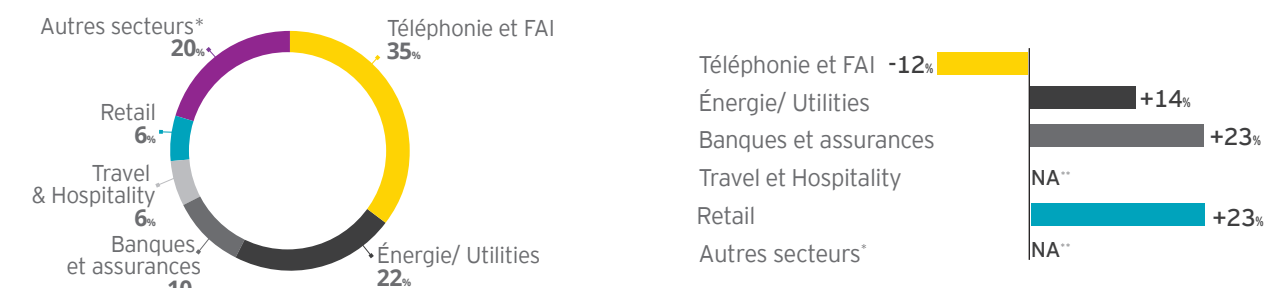 Autres secteurs*
20%
Téléphonie et FAI
35%
Retail
6%
Travel
& Hospitality
6%
Banques
et assurances
10
Énergie/ Utilities
22%
Téléphonie et FAI -12%
Énergie/ Utilities +14%
Banques et assurances +23%
Travel et Hospitality NA**
Retail +23%
Autres secteurs* NA**